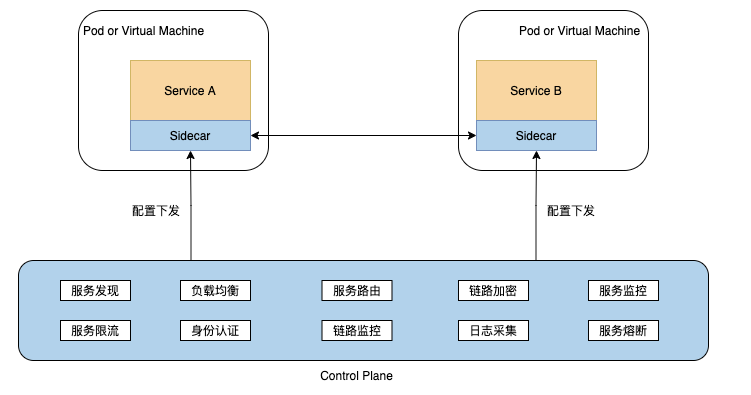 Pod or Virtual Machine
Pod or Virtual Machine
Service A
Service B
Sidecar
Sidecar
配置下发
配置下发
服务发现
负载均衡
服务路由
链路加密
服务监控
服务限流
身份认证
链路监控
日志采集
服务熔断
Control Plane